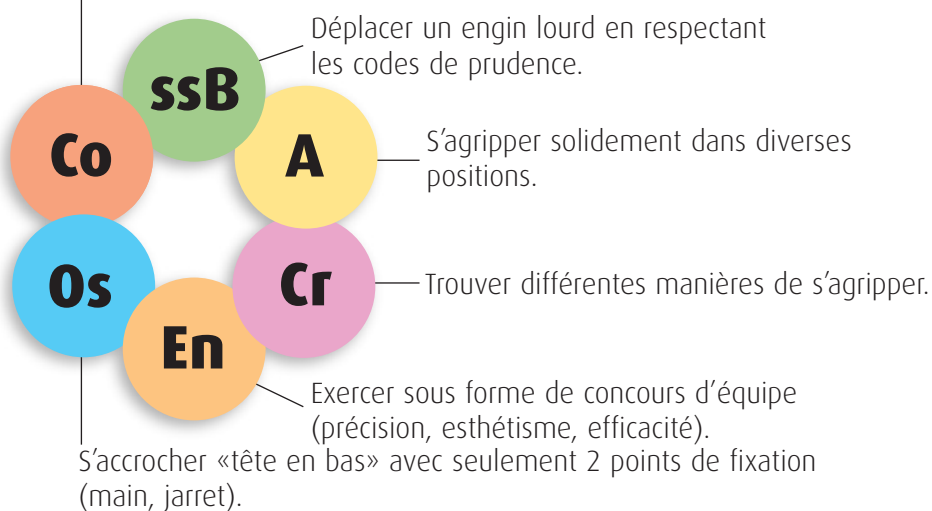 Déplacer un engin lourd en respectant
les codes de prudence.
ssB
Co
A
S’agripper solidement dans diverses
positions.
Os
Cr
Trouver différentes manières de s’agripper.
En
Exercer sous forme de concours d’équipe
(précision, esthétisme, efficacité).
S’accrocher «tête en bas» avec seulement 2 points de fixation
(main, jarret).